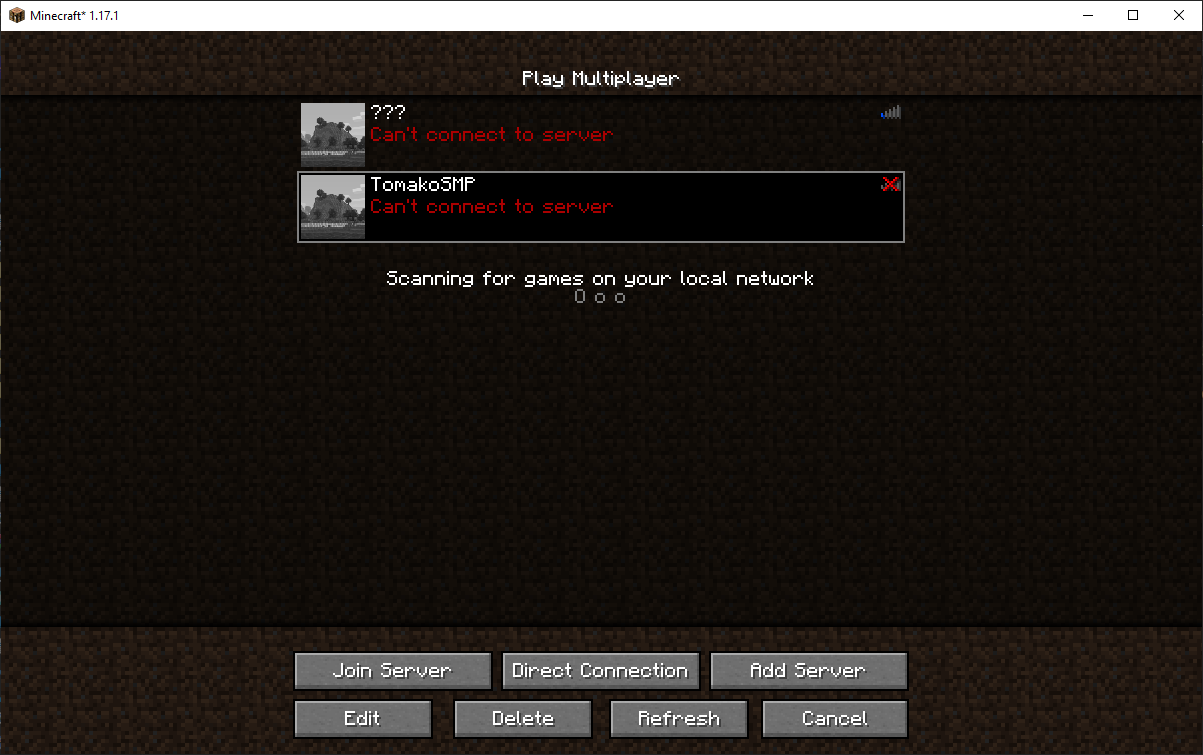 Minecraft* 1.17.1
Play Multiplayer
???
Can't connect to server
TomakoSMP
Can't connect to server
Scanning for games on your local network
O o o
Join Server
Direct Connection
Add Server
Edit
Delete
Refresh
Cancel